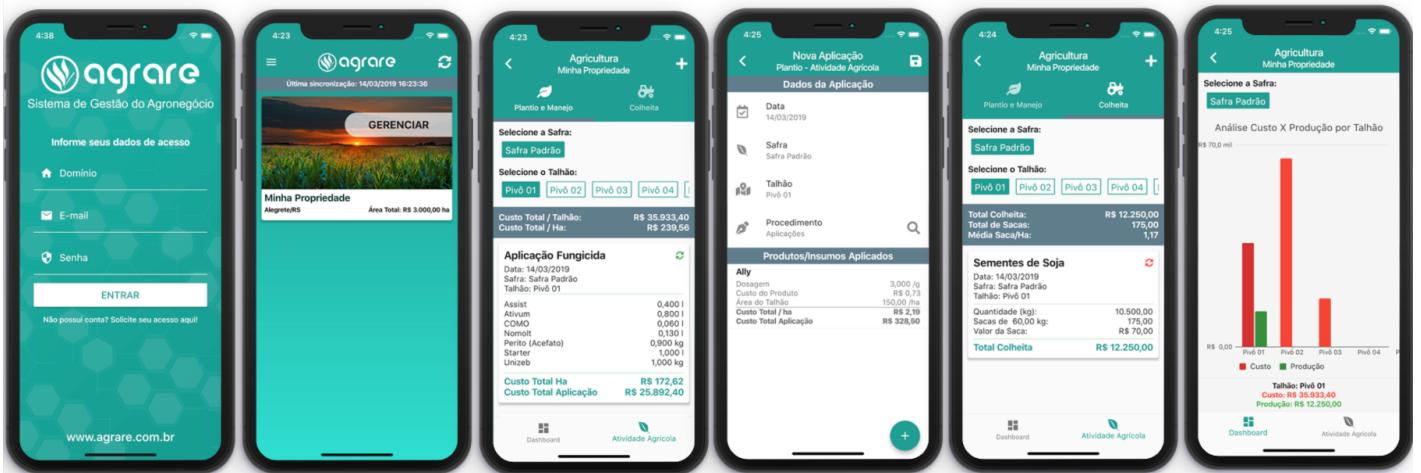 4:38
agrare
Sistema de Gestão do Agronegócio
Informe seus dados de acesso
Domínio
E-mail
Senha
ENTRAR
Não possui conta? Solicite seu acesso aqui!
www.agrare.com.br
4:23
agrare
Última sincronização: 14/03/2019 16:23:36
GERENCIAR
Minha Propriedade
Alegrete/RS Área Total: R$ 3.000,00 ha
4:23
Agricultura
Minha Propriedade
Plantio e Manejo Colheita
Selecione a Safra:
Safra Padrão
Selecione o Talhão:
Pivô 01 Pivô 02 Pivô 03 Pivô 04
Custo Total / Talhão: R$ 35.933,40
Custo Total / Ha: R$ 239,56
Aplicação Fungicida
Data: 14/03/2019
Safra: Safra Padrão
Talhão: Pivô 01
Assist 0,400 l
Ativum 0,800 l
COMO 0,060 l
Nomolt 0,130 l
Perito (Acefato) 0,900 kg
Starter 1,000 l
Unizeb 1,000 kg
Custo Total Ha R$ 172,62
Custo Total Aplicação R$ 25.892,40
Dashboard Atividade Agrícola
4:25
Nova Aplicação
Plantio - Atividade Agrícola
Dados da Aplicação
Data
14/03/2019
Safra
Safra Padrão
Talhão
Pivô 01
Procedimento
Aplicações
Produtos/Insumos Aplicados
Ally
Dosagem 3,000 /g
Custo do Produto R$ 0,73
Área do Talhão 150,00 /ha
Custo Total / ha R$ 2,19
Custo Total Aplicação R$ 328,50
+
4:24
Agricultura
Minha Propriedade
Plantio e Manejo Colheita
Selecione a Safra:
Safra Padrão
Selecione o Talhão:
Pivô 01 Pivô 02 Pivô 03 Pivô 04
Total Colheita: R$ 12.250,00
Total de Sacas: 175,00
Média Saca/Ha: 1,17
Sementes de Soja
Data: 14/03/2019
Safra: Safra Padrão
Talhão: Pivô 01
Quantidade (kg): 10.500,00
Sacas de 60,00 kg: 175,00
Valor da Saca: R$ 70,00
Total Colheita R$ 12.250,00
Dashboard Atividade Agrícola
4:25
Agricultura
Minha Propriedade
Selecione a Safra:
Safra Padrão
Análise Custo X Produção por Talhão
R$ 70,0 mil
R$ 0,00
Pivô 01 Pivô 02 Pivô 03 Pivô 04 P
Custo Produção
Talhão: Pivô 01
Custo: R$ 35.933,40
Produção: R$ 12.250,00
Dashboard Atividade Agrícola